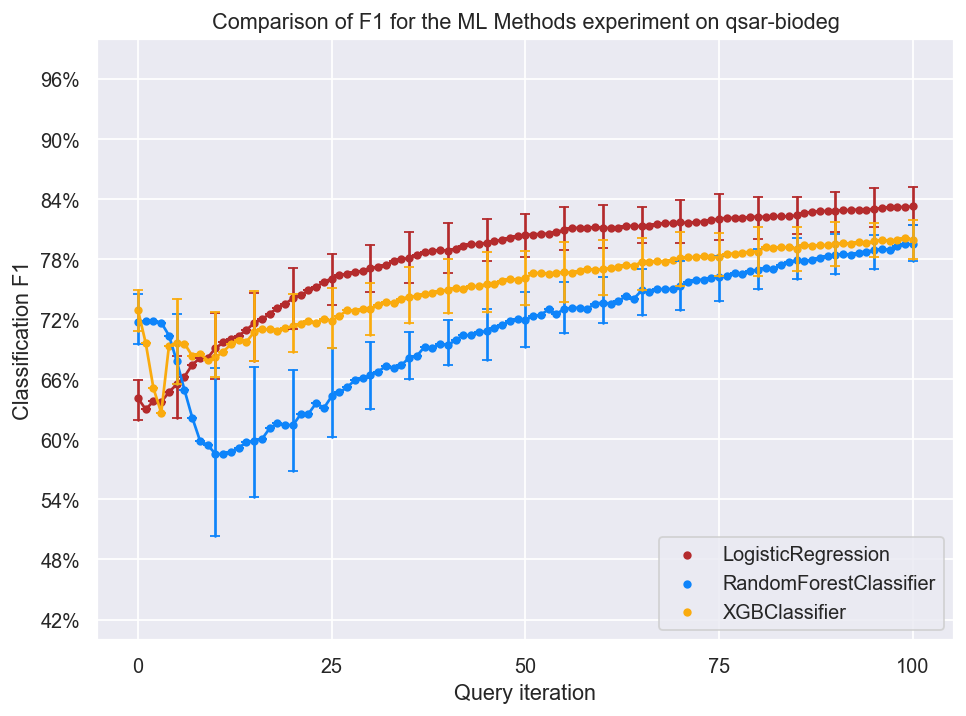 Comparison of F1 for the ML Methods experiment on qsar-biodeg
Classification F1
96%
90%
84%
78%
72%
66%
60%
54%
48%
42%
LogisticRegression
RandomForestClassifier
XGBClassifier
0 25 50 75 100
Query iteration